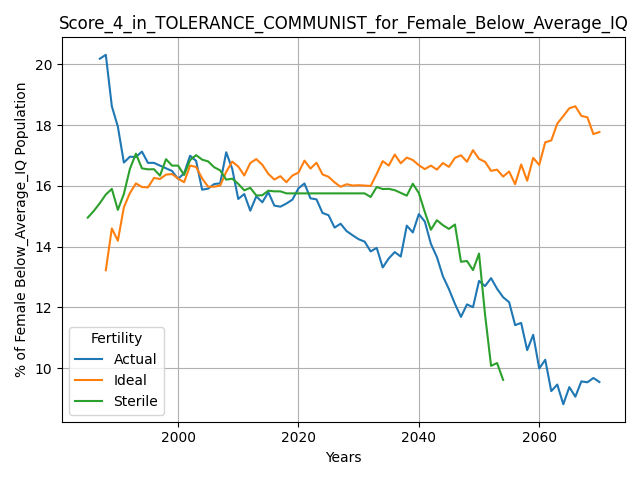 Score_4_in_TOLERANCE_COMMUNIST_for_Female_Below_Average_IQ
% of Female Below_Average_IQ Population
20
18
16
14
12
10
Fertility
Actual
Ideal
Sterile
2000
2020
2040
2060
Years